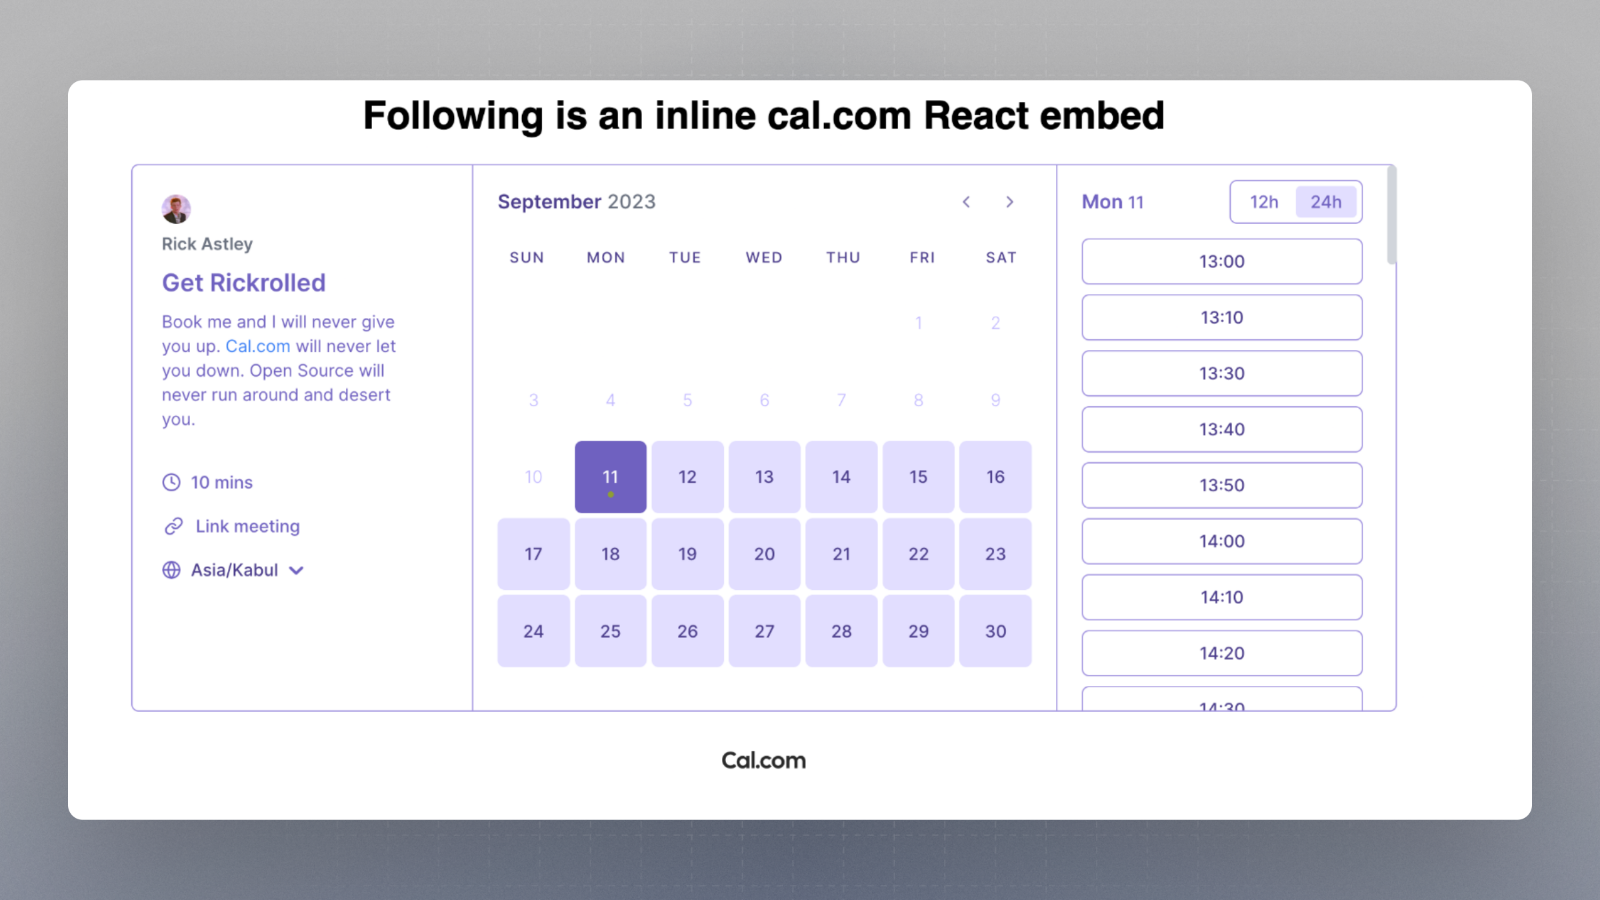 Following is an inline cal.com React embed
Rick Astley
Get Rickrolled
Book me and I will never give
you up. Cal.com will never let
you down. Open Source will
never run around and desert
you.
10 mins
Link meeting
Asia/Kabul
September 2023
SUN MON TUE WED THU FRI SAT
1 2
3 4 5 6 7 8 9
10 11 12 13 14 15 16
17 18 19 20 21 22 23
24 25 26 27 28 29 30
Mon 11
12h 24h
13:00
13:10
13:30
13:40
13:50
14:00
14:10
14:20
14:30
Cal.com